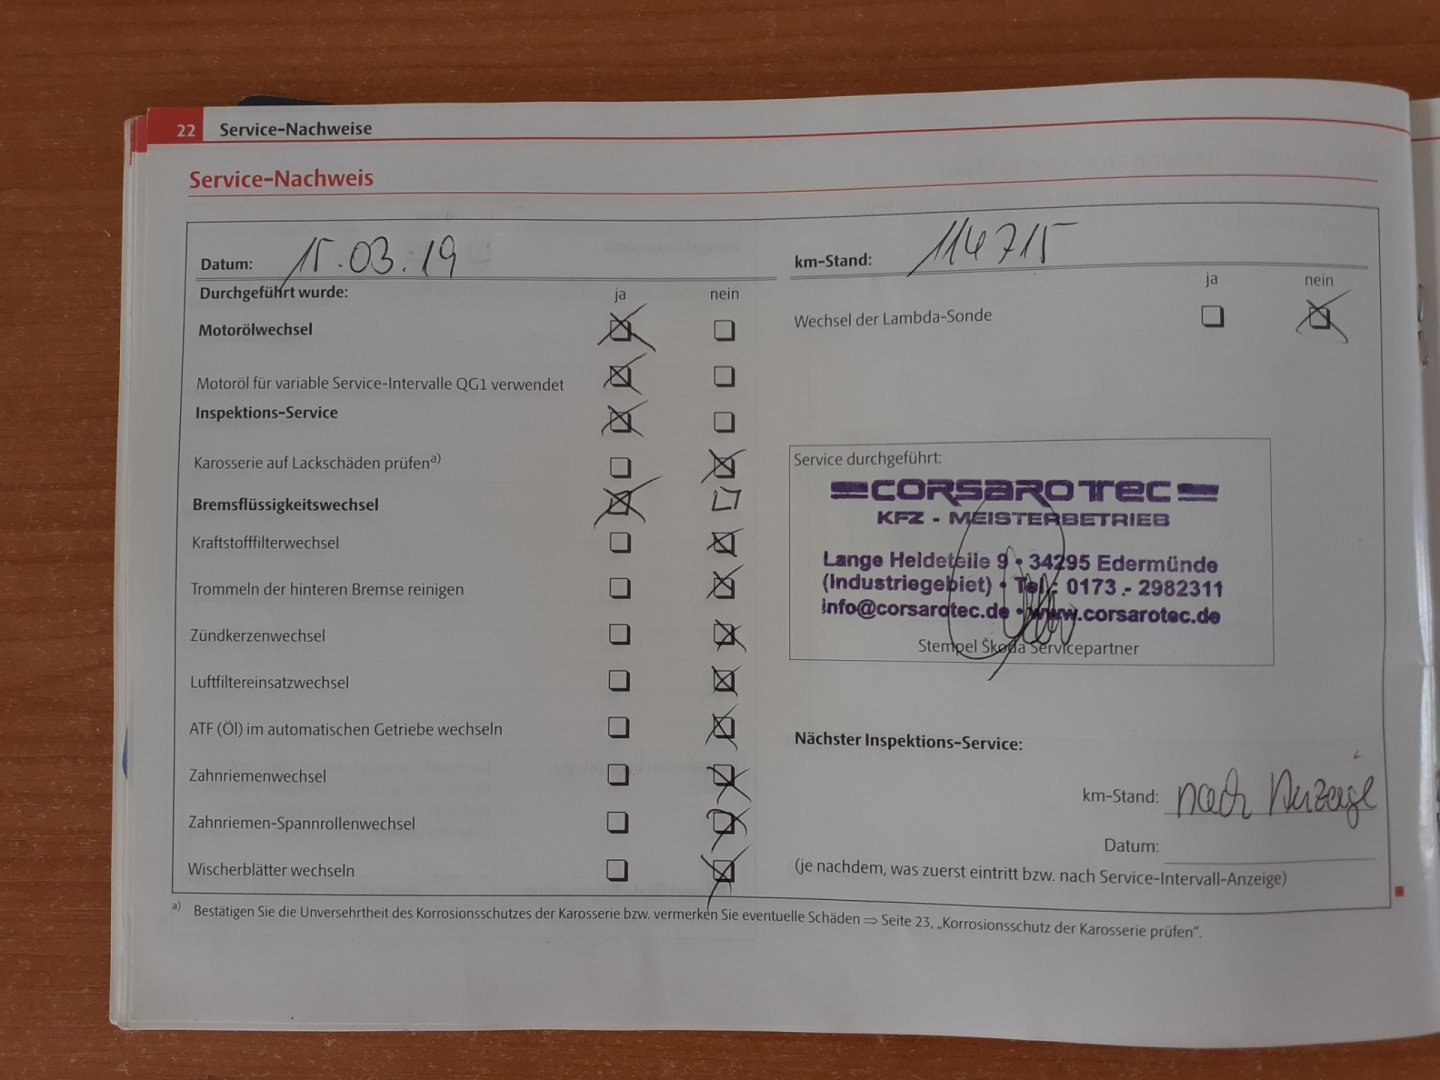 22 Service-Nachweise
Service-Nachweis
Datum: 15.03.19
km-Stand: 114715
Durchgeführt wurde: ja nein
ja nein
Motorölwechsel
Wechsel der Lambda-Sonde
Motoröl für variable Service-Intervalle QG1 verwendet
Inspektions-Service
Karosserie auf Lackschäden prüfen a)
Bremsflüssigkeitswechsel
Kraftstofffilterwechsel
Trommeln der hinteren Bremse reinigen
Zündkerzenwechsel
Luftfiltereinsatzwechsel
ATF (Öl) im automatischen Getriebe wechseln
Zahnriemenwechsel
Zahnriemen-Spannrollenwechsel
Wischerblätter wechseln
Service durchgeführt:
CORSAROTEC
KFZ - MEISTERBETRIEB
Lange Heideteile 9 • 34295 Edermünde
(Industriegebiet) • Tel.: 0173 - 2982311
info@corsarotec.de • www.corsarotec.de
Stempel Škoda Servicepartner
Nächster Inspektions-Service:
km-Stand: nach Anzeige
Datum:
(je nachdem, was zuerst eintritt bzw. nach Service-Intervall-Anzeige)
a) Bestätigen Sie die Unversehrtheit des Korrosionsschutzes der Karosserie bzw. vermerken Sie eventuelle Schäden ⇒ Seite 23, „Korrosionsschutz der Karosserie prüfen“.